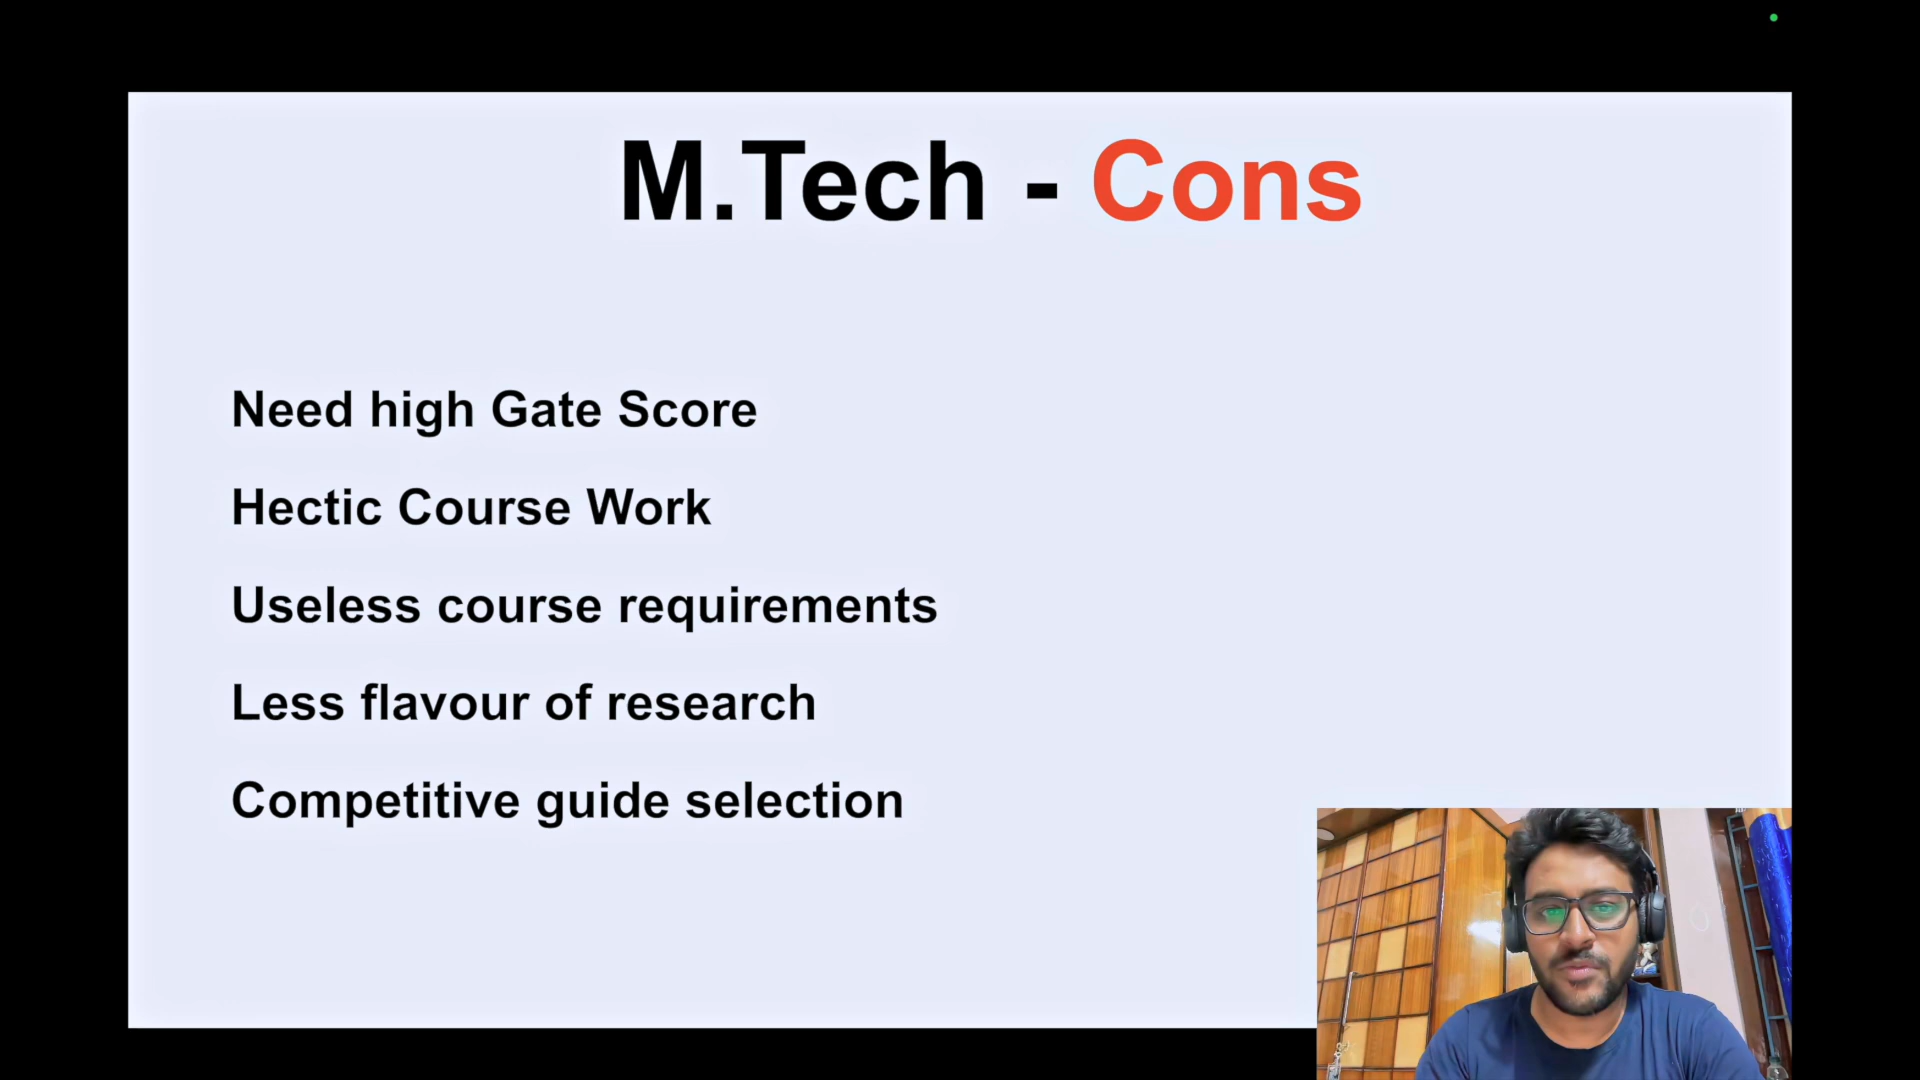 M.Tech - Cons
Need high Gate Score
Hectic Course Work
Useless course requirements
Less flavour of research
Competitive guide selection